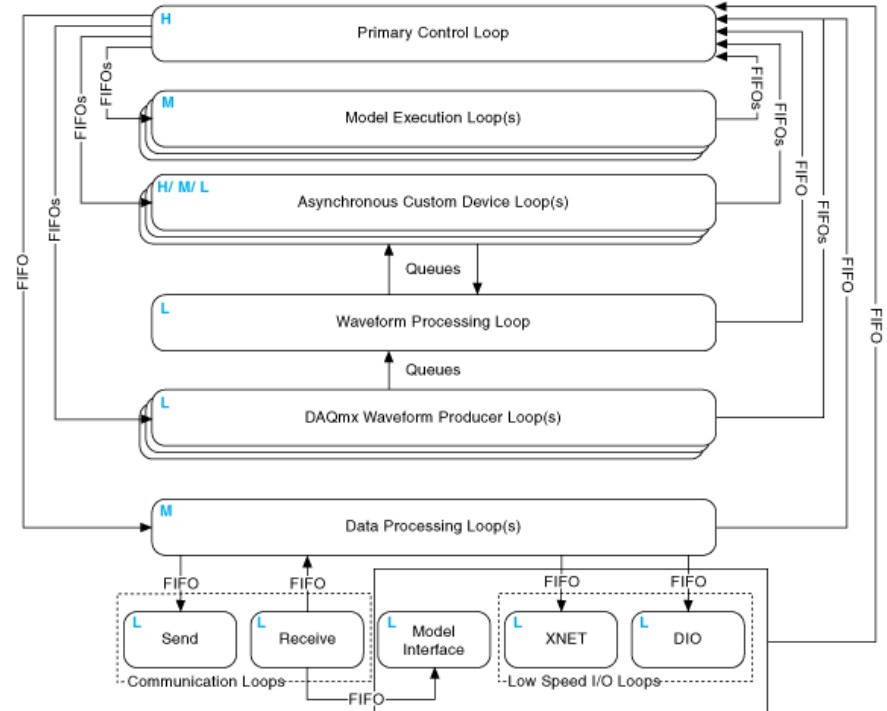 H
Primary Control Loop
FIFOs
FIFOs
M
Model Execution Loop(s)
FIFOs
FIFOs
H/ M/ L
Asynchronous Custom Device Loop(s)
FIFO
FIFOs
FIFOs
Queues
FIFO
FIFO
FIFO
L
Waveform Processing Loop
Queues
L
DAQmx Waveform Producer Loop(s)
M
Data Processing Loop(s)
FIFO
FIFO
FIFO
FIFO
L
Send
L
Receive
L
Model
Interface
L
XNET
L
DIO
Communication Loops
Low Speed I/O Loops
FIFO